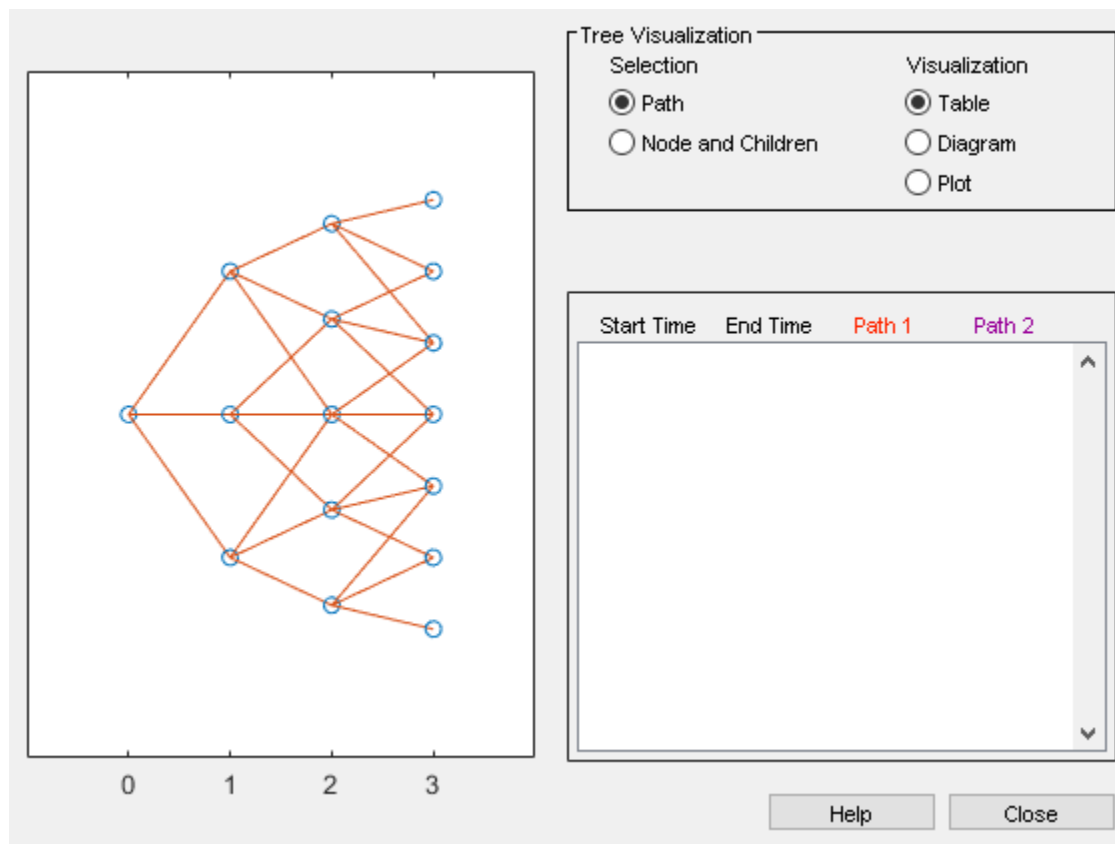 Tree Visualization
Selection
Visualization
Path
Table
Node and Children
Diagram
Plot
Start Time End Time Path 1 Path 2
0 1 2 3
Help
Close